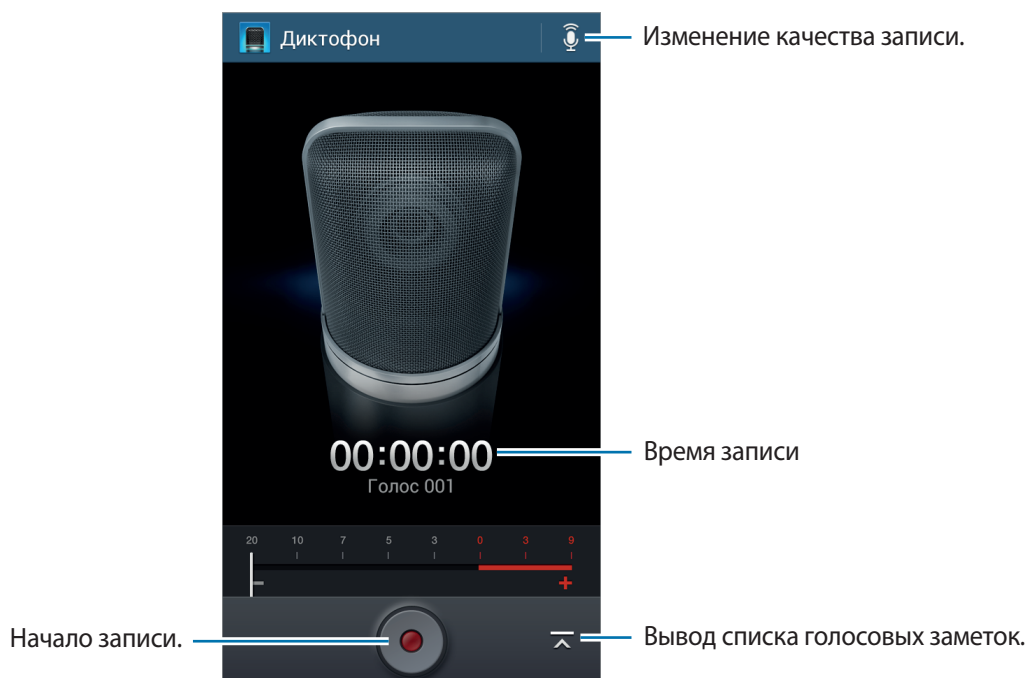 Диктофон
Изменение качества записи.
00:00:00
Время записи
Голос 001
20 10 7 5 3 0 3 9
− +
Начало записи.
Вывод списка голосовых заметок.